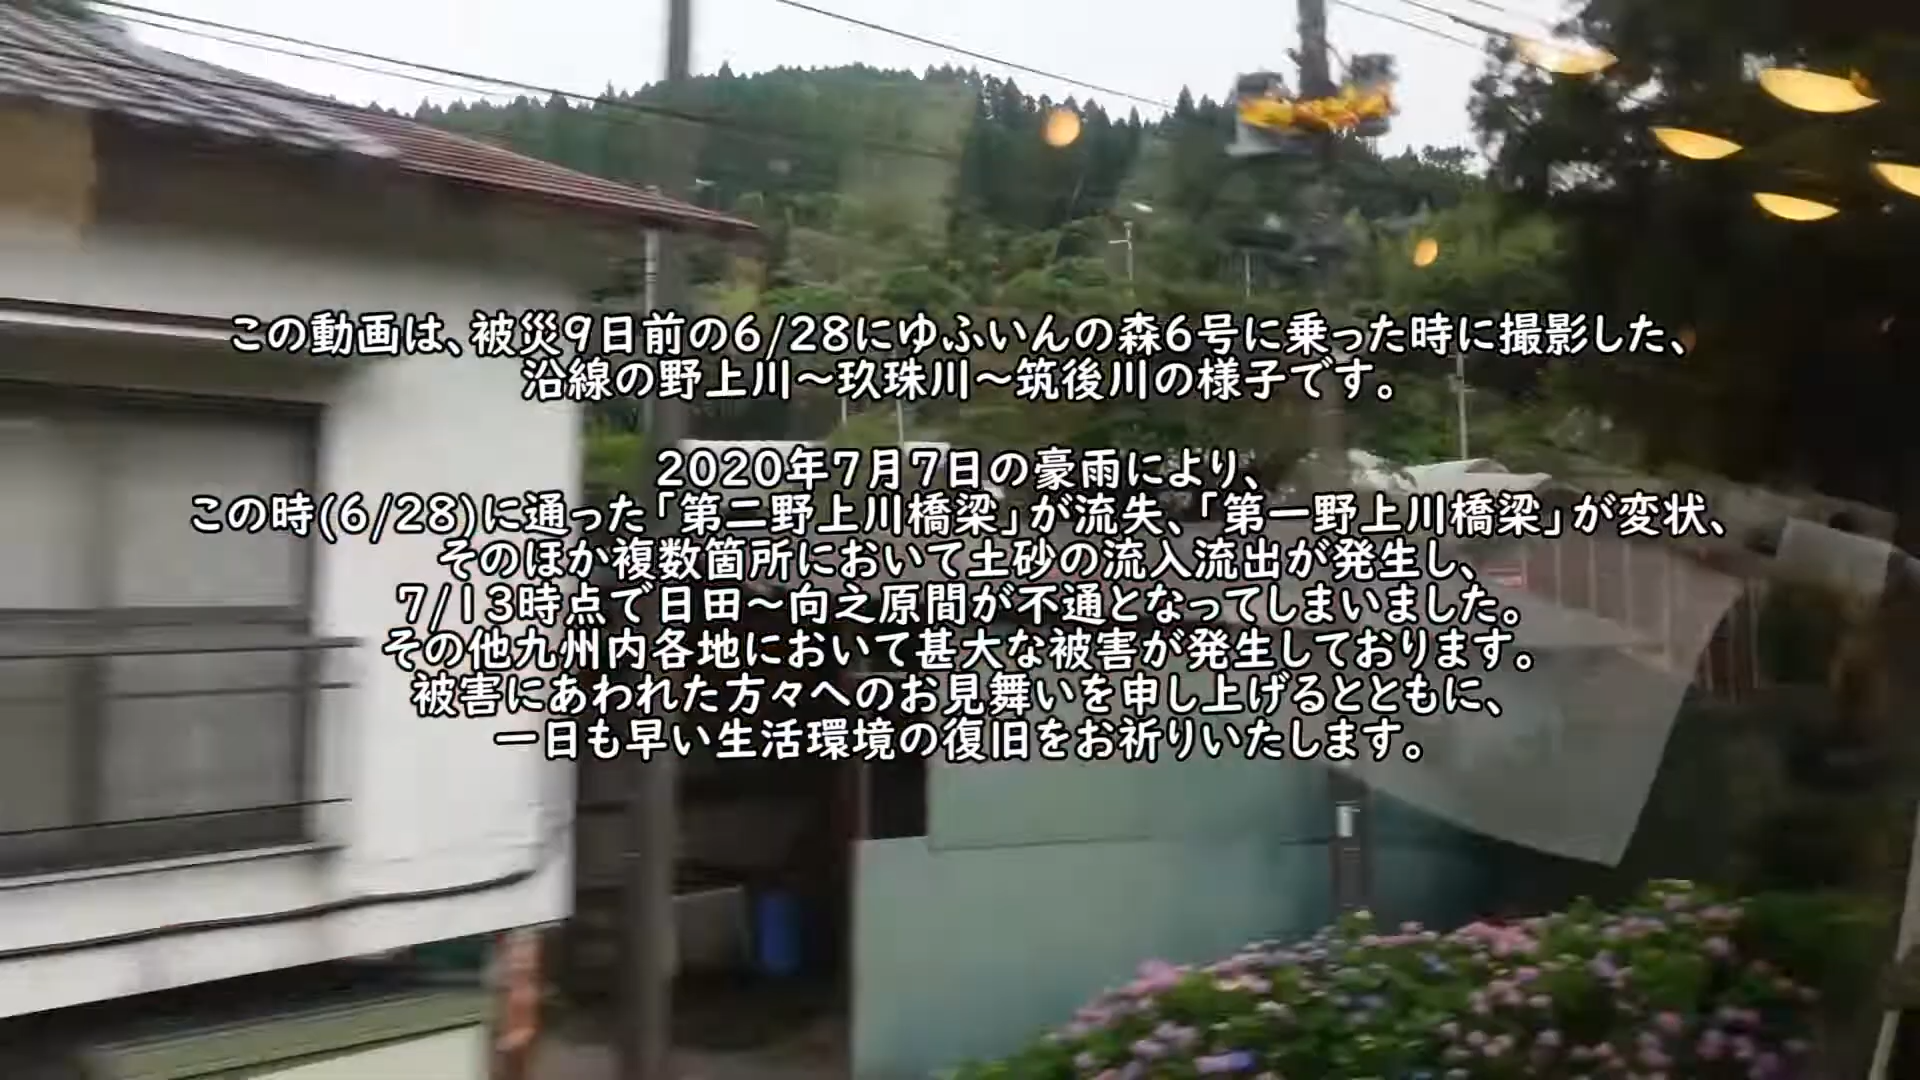 この動画は、被災9日前の6/28にゆふいんの森6号に乗った時に撮影した、
沿線の野上川～玖珠川～筑後川の様子です。
2020年7月7日の豪雨により、
この時(6/28)に通った「第二野上川橋梁」が流失、「第一野上川橋梁」が変状、
そのほか複数箇所において土砂の流入流出が発生し、
7/13時点で日田～向之原間が不通となってしまいました。
その他九州内各地において甚大な被害が発生しております。
被害にあわれた方々へのお見舞いを申し上げるとともに、
一日も早い生活環境の復旧をお祈りいたします。